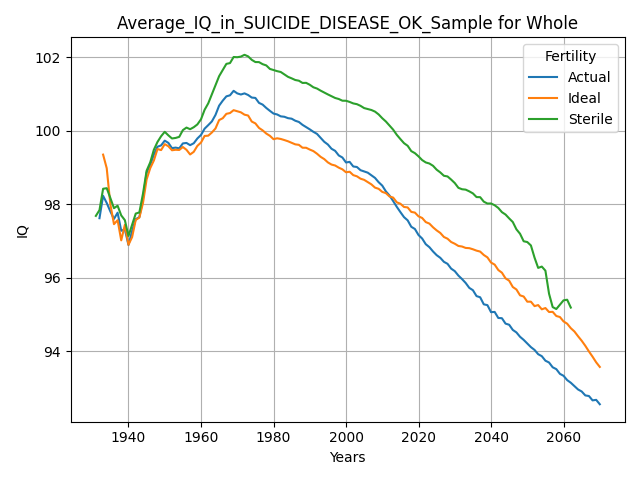 Average_IQ_in_SUICIDE_DISEASE_OK_Sample for Whole
Fertility
Actual
Ideal
Sterile
102
100
98
96
94
IQ
1940 1960 1980 2000 2020 2040 2060
Years